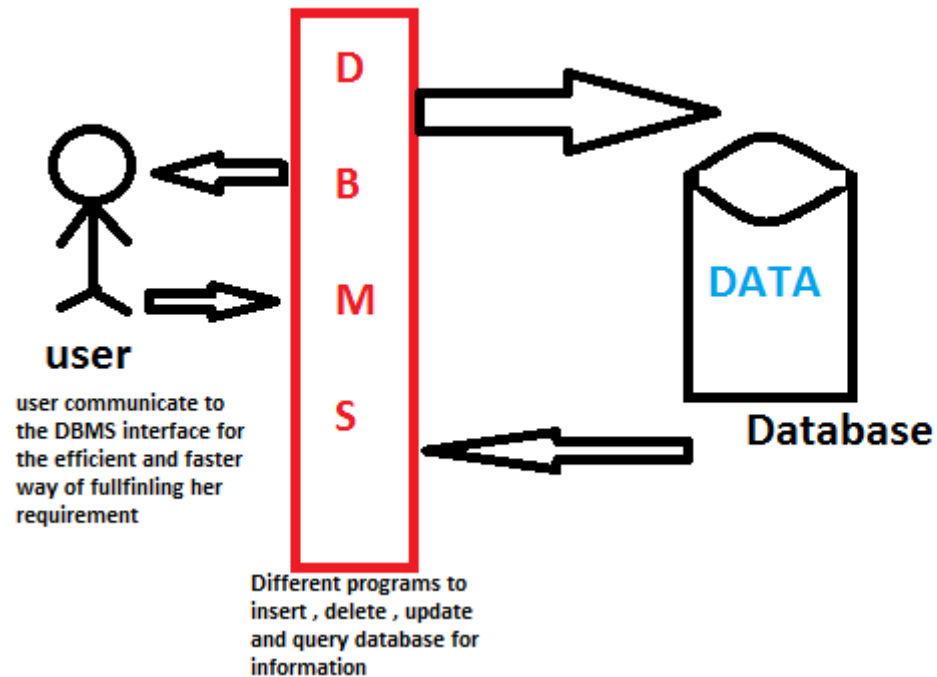 D
B
M
S
DATA
user
user communicate to
the DBMS interface for
the efficient and faster
way of fullfinling her
requirement
Database
Different programs to
insert , delete , update
and query database for
information